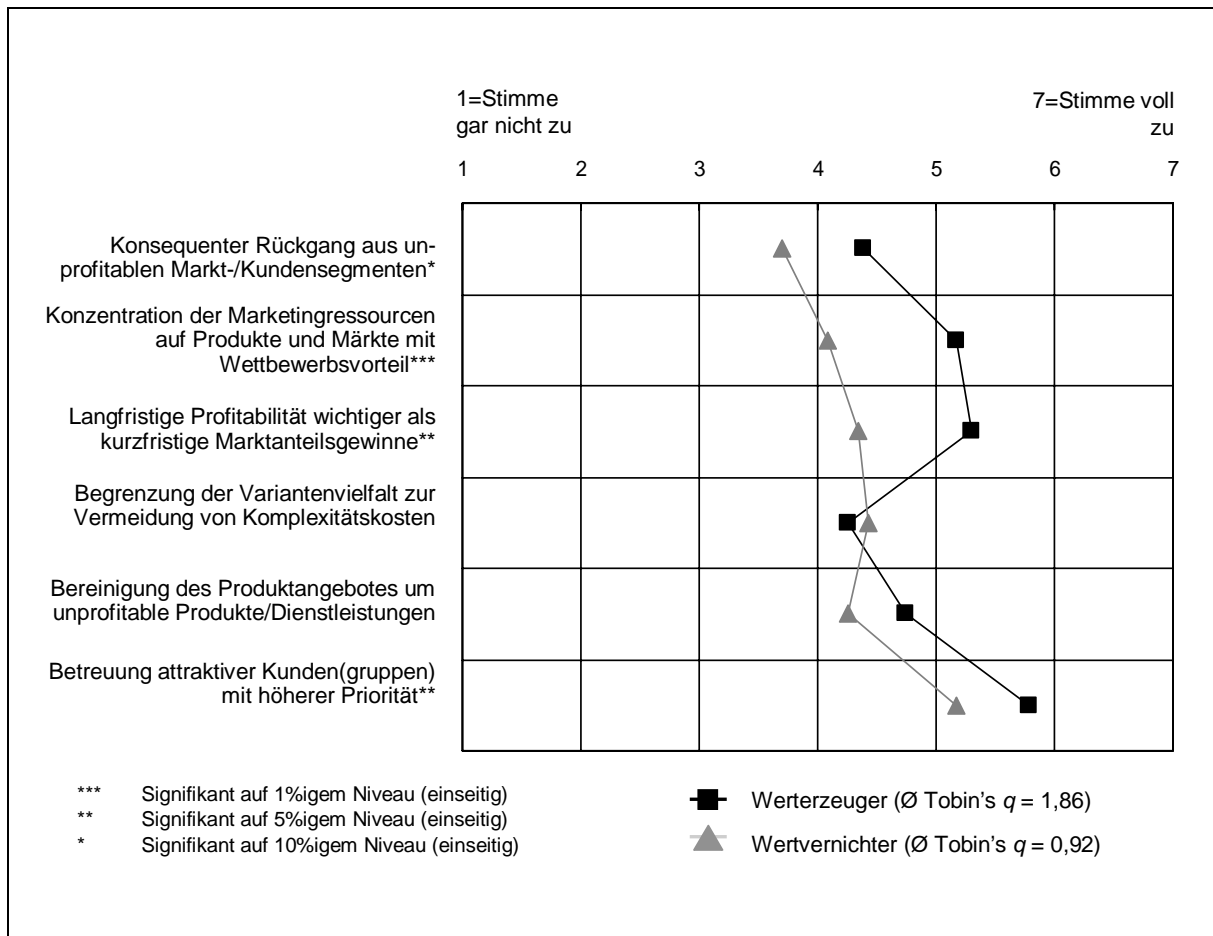 1=Stimme
gar nicht zu
7=Stimme voll
zu
1 2 3 4 5 6 7
Konsequenter Rückgang aus un-
profitablen Markt-/Kundensegmenten*
Konzentration der Marketingressourcen
auf Produkte und Märkte mit
Wettbewerbsvorteil***
Langfristige Profitabilität wichtiger als
kurzfristige Marktanteilsgewinne**
Begrenzung der Variantenvielfalt zur
Vermeidung von Komplexitätskosten
Bereinigung des Produktangebotes um
unprofitable Produkte/Dienstleistungen
Betreuung attraktiver Kunden(gruppen)
mit höherer Priorität**
*** Signifikant auf 1%igem Niveau (einseitig)
** Signifikant auf 5%igem Niveau (einseitig)
* Signifikant auf 10%igem Niveau (einseitig)
Werterzeuger (Ø Tobin's q = 1,86)
Wertvernichter (Ø Tobin's q = 0,92)